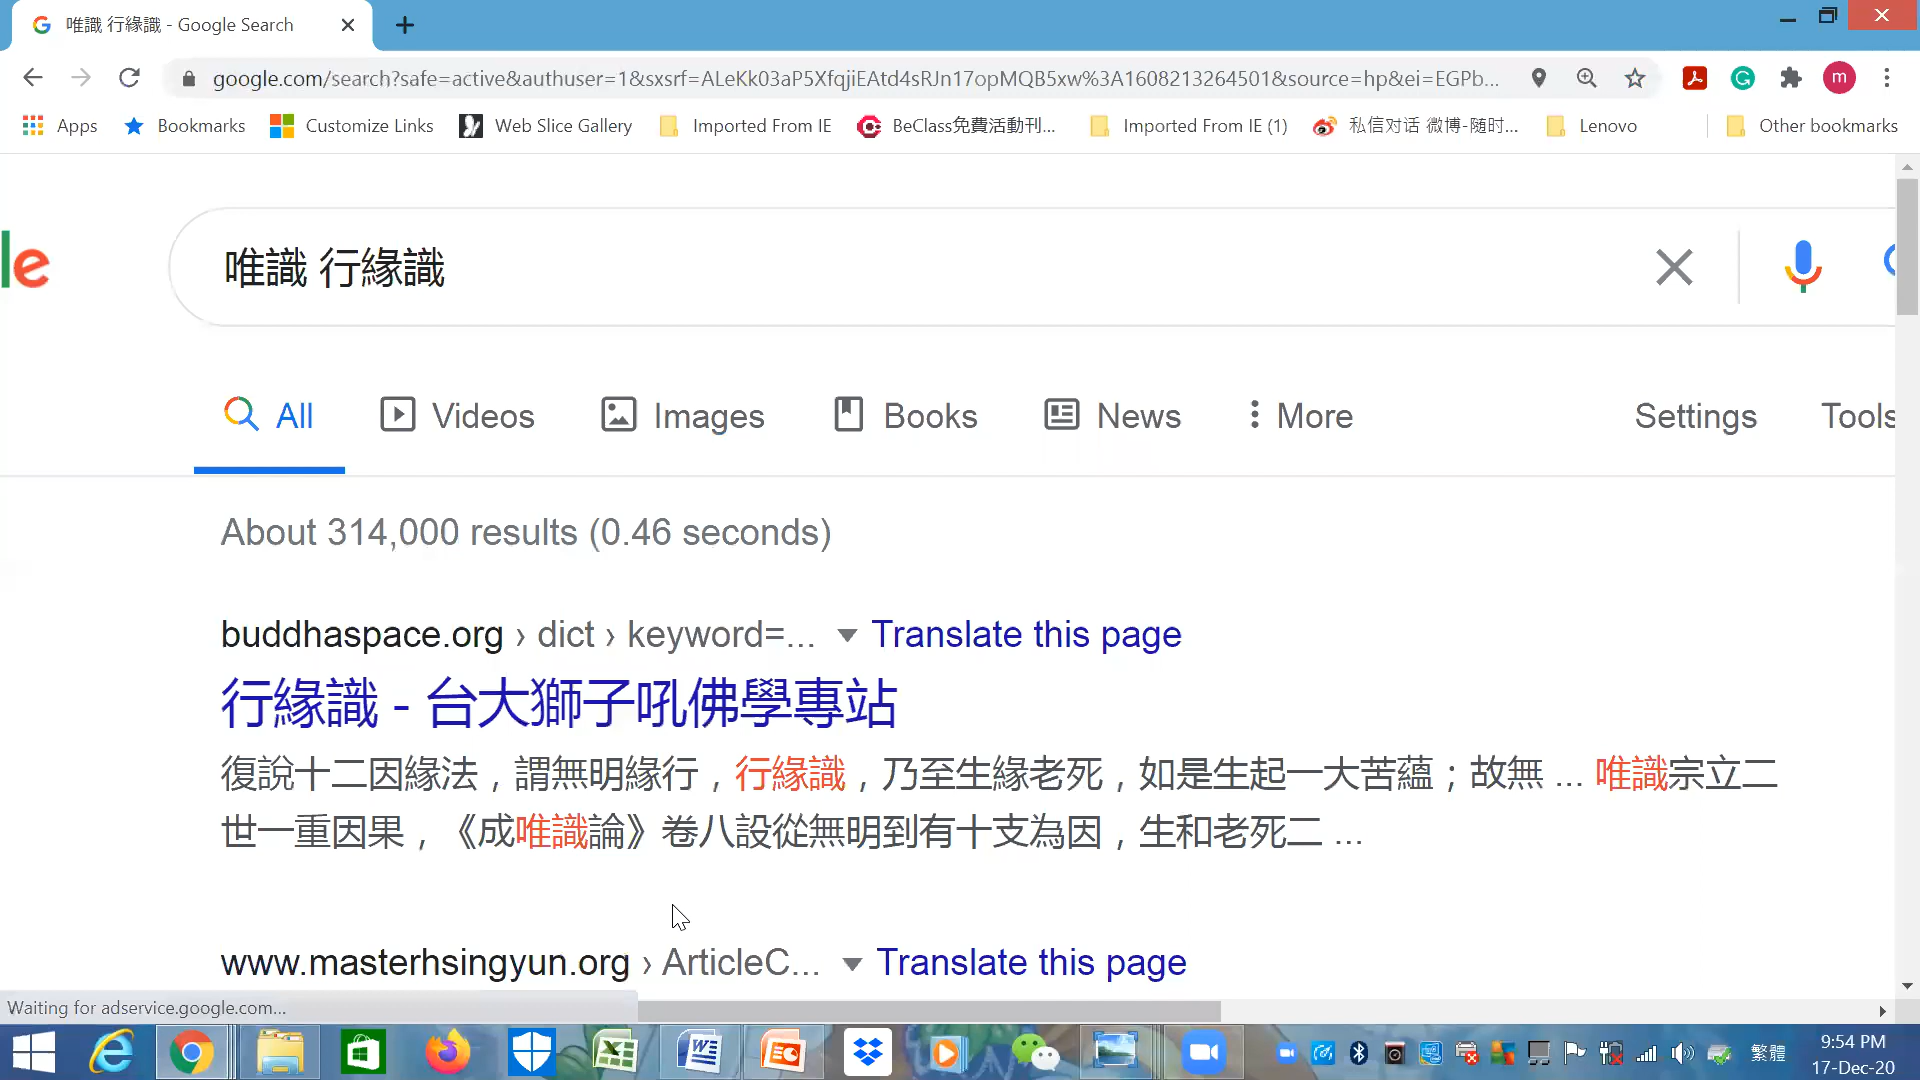 唯識 行緣識 - Google Search
google.com/search?safe=active&authuser=1&sxsrf=ALeKk03aP5XfqjiEAtd4sRJn17opMQB5xw%3A1608213264501&source=hp&ei=EGPb...
m
Apps Bookmarks Customize Links Web Slice Gallery Imported From IE BeClass免費活動刊... Imported From IE (1) 私信对话 微博-随时... Lenovo Other bookmarks
le 唯識 行緣識
All Videos Images Books News More Settings Tools
About 314,000 results (0.46 seconds)
buddhaspace.org › dict › keyword=... Translate this page
行緣識 - 台大獅子吼佛學專站
復說十二因緣法，謂無明緣行，行緣識，乃至生緣老死，如是生起一大苦蘊；故無 ... 唯識宗立二
世一重因果，《成唯識論》卷八設從無明到有十支為因，生和老死二 ...
www.masterhsingyun.org › ArticleC... Translate this page
Waiting for adservice.google.com...
繁體
9:54 PM
17-Dec-20